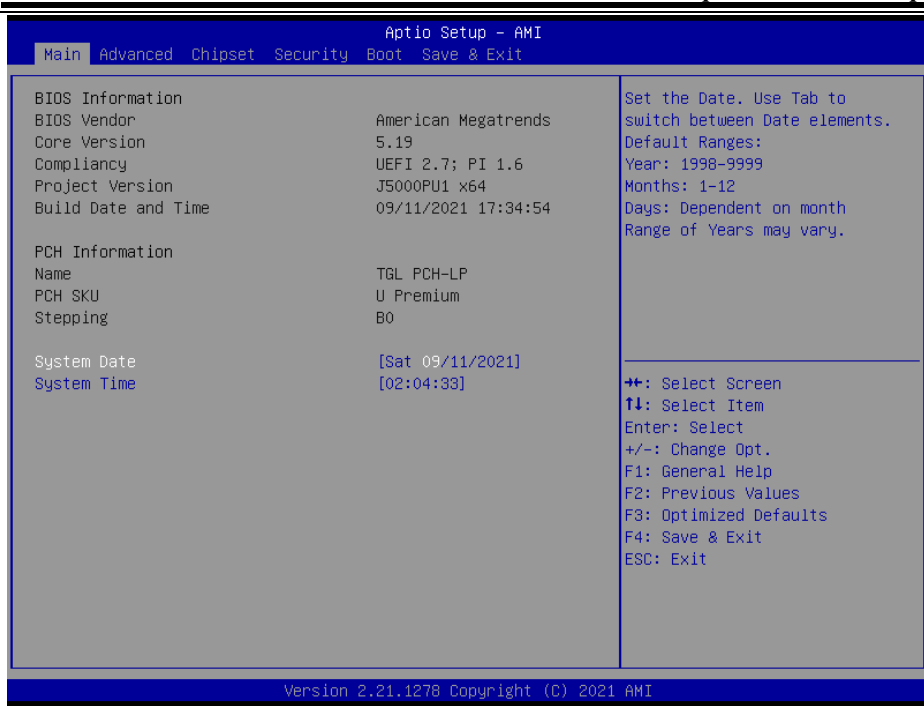 Aptio Setup – AMI
Main Advanced Chipset Security Boot Save & Exit
BIOS Information
BIOS Vendor American Megatrends
Core Version 5.19
Compliancy UEFI 2.7; PI 1.6
Project Version J5000PU1 x64
Build Date and Time 09/11/2021 17:34:54
PCH Information
Name TGL PCH-LP
PCH SKU U Premium
Stepping B0
System Date [Sat 09/11/2021]
System Time [02:04:33]
Set the Date. Use Tab to
switch between Date elements.
Default Ranges:
Year: 1998-9999
Months: 1-12
Days: Dependent on month
Range of Years may vary.
→←: Select Screen
↑↓: Select Item
Enter: Select
+/-: Change Opt.
F1: General Help
F2: Previous Values
F3: Optimized Defaults
F4: Save & Exit
ESC: Exit
Version 2.21.1278 Copyright (C) 2021 AMI